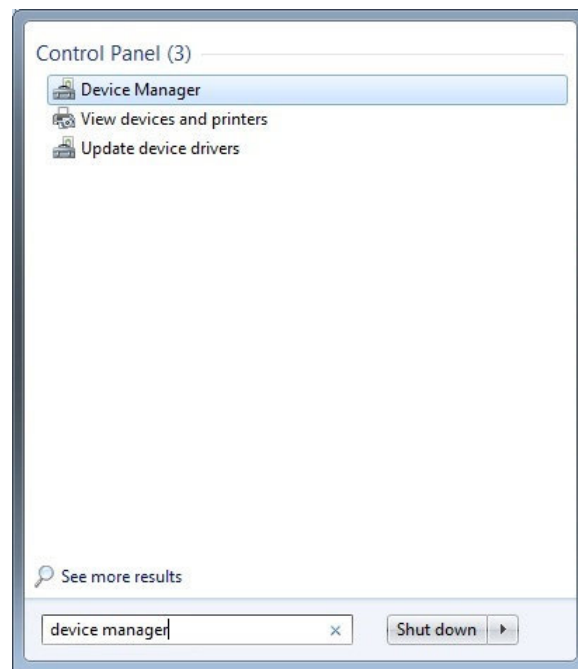 Control Panel (3)
Device Manager
View devices and printers
Update device drivers
See more results
device manager
Shut down